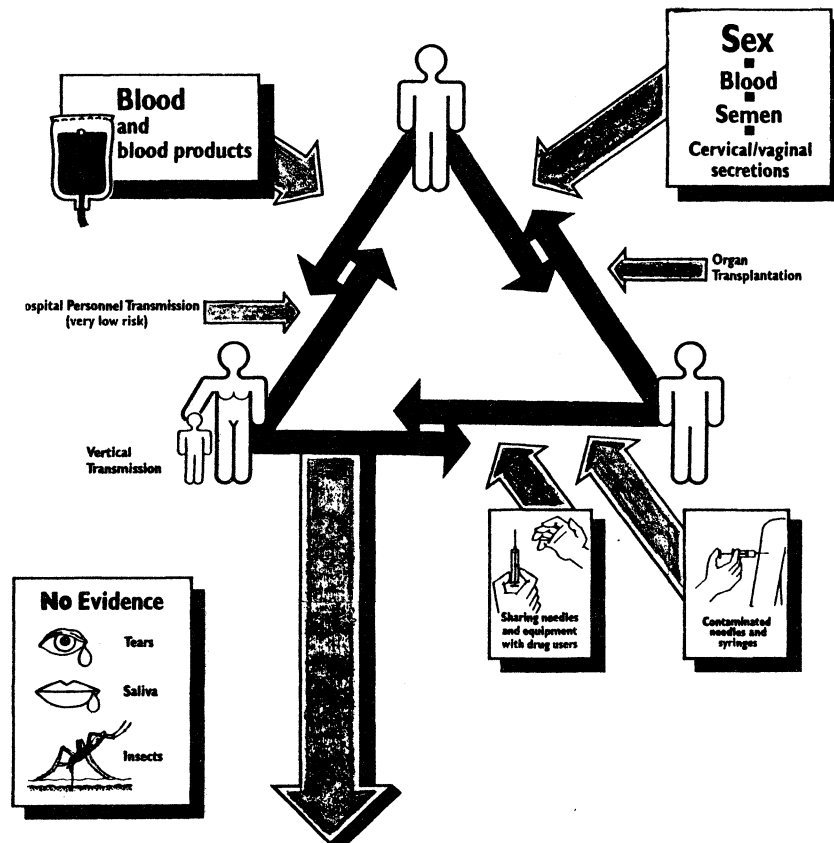 Blood
and
blood products
Sex
Blood
Semen
Cervical/vaginal
secretions
Organ
Transplantation
ospital Personnel Transmission
(very low risk)
Vertical
Transmission
Sharing needles
and equipment
with drug users
Contaminated
needles and
syringes
No Evidence
Tears
Saliva
Insects